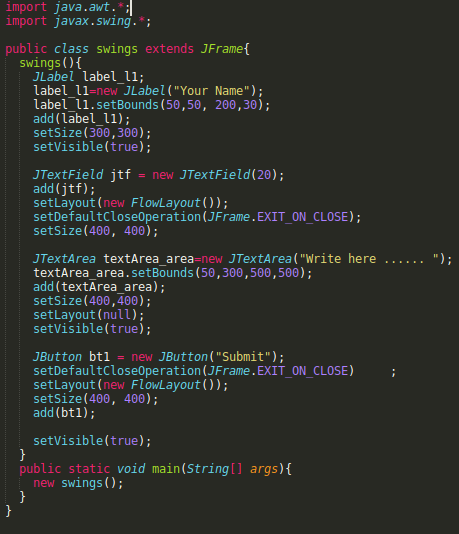 import java.awt.*;
import javax.swing.*;

public class swings extends JFrame{
  swings(){
    JLabel label_l1;
    label_l1=new JLabel("Your Name");
    label_l1.setBounds(50,50, 200,30);
    add(label_l1);
    setSize(300,300);
    setVisible(true);

    JTextField jtf = new JTextField(20);
    add(jtf);
    setLayout(new FlowLayout());
    setDefaultCloseOperation(JFrame.EXIT_ON_CLOSE);
    setSize(400, 400);

    JTextArea textArea_area=new JTextArea("Write here ...... ");
    textArea_area.setBounds(50,300,500,500);
    add(textArea_area);
    setSize(400,400);
    setLayout(null);
    setVisible(true);

    JButton bt1 = new JButton("Submit");
    setDefaultCloseOperation(JFrame.EXIT_ON_CLOSE)     ;
    setLayout(new FlowLayout());
    setSize(400, 400);
    add(bt1);

    setVisible(true);
  }
  public static void main(String[] args){
    new swings();
  }
}